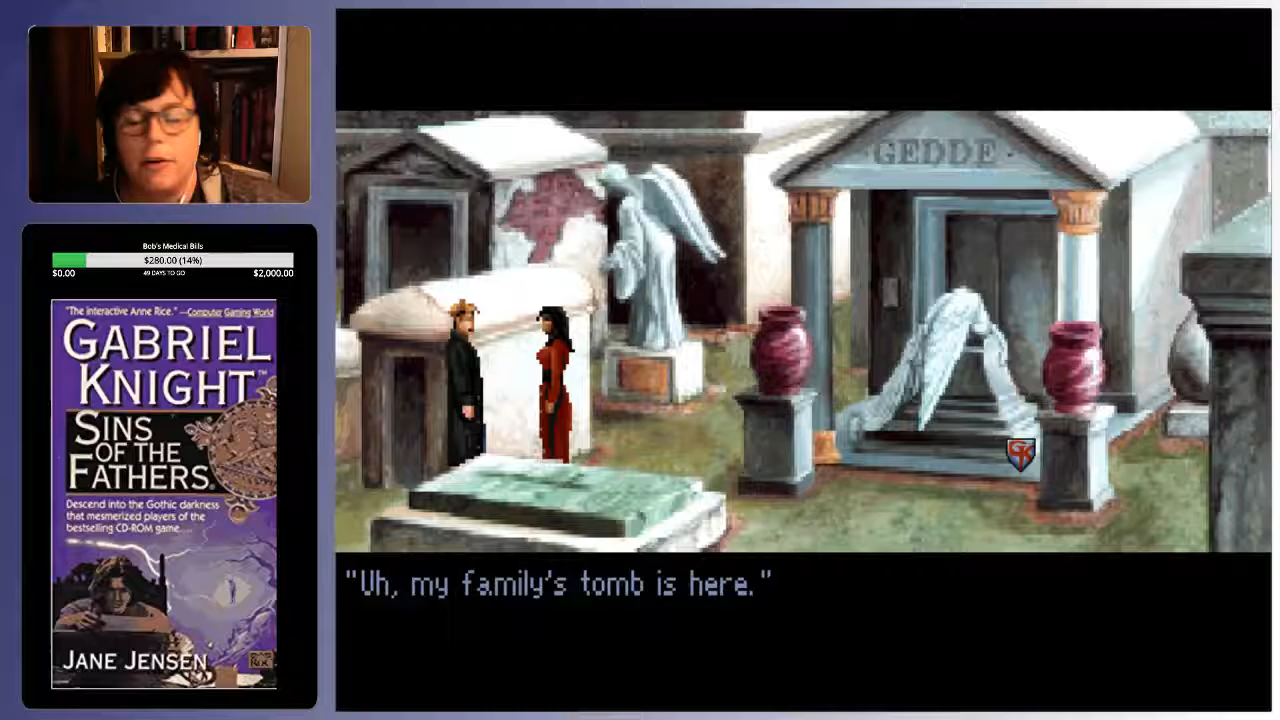 Bob's Medical Bills
$280.00 (14%)
$0.00 49 DAYS TO GO $2,000.00
"The interactive Anne Rice." —Computer Gaming World
GABRIEL
KNIGHT™
SINS
OF THE
FATHERS®
Descend into the Gothic darkness
that mesmerized players of the
bestselling CD-ROM game....
JANE JENSEN
ROC
GEDDE
GK
"Uh, my family's tomb is here."